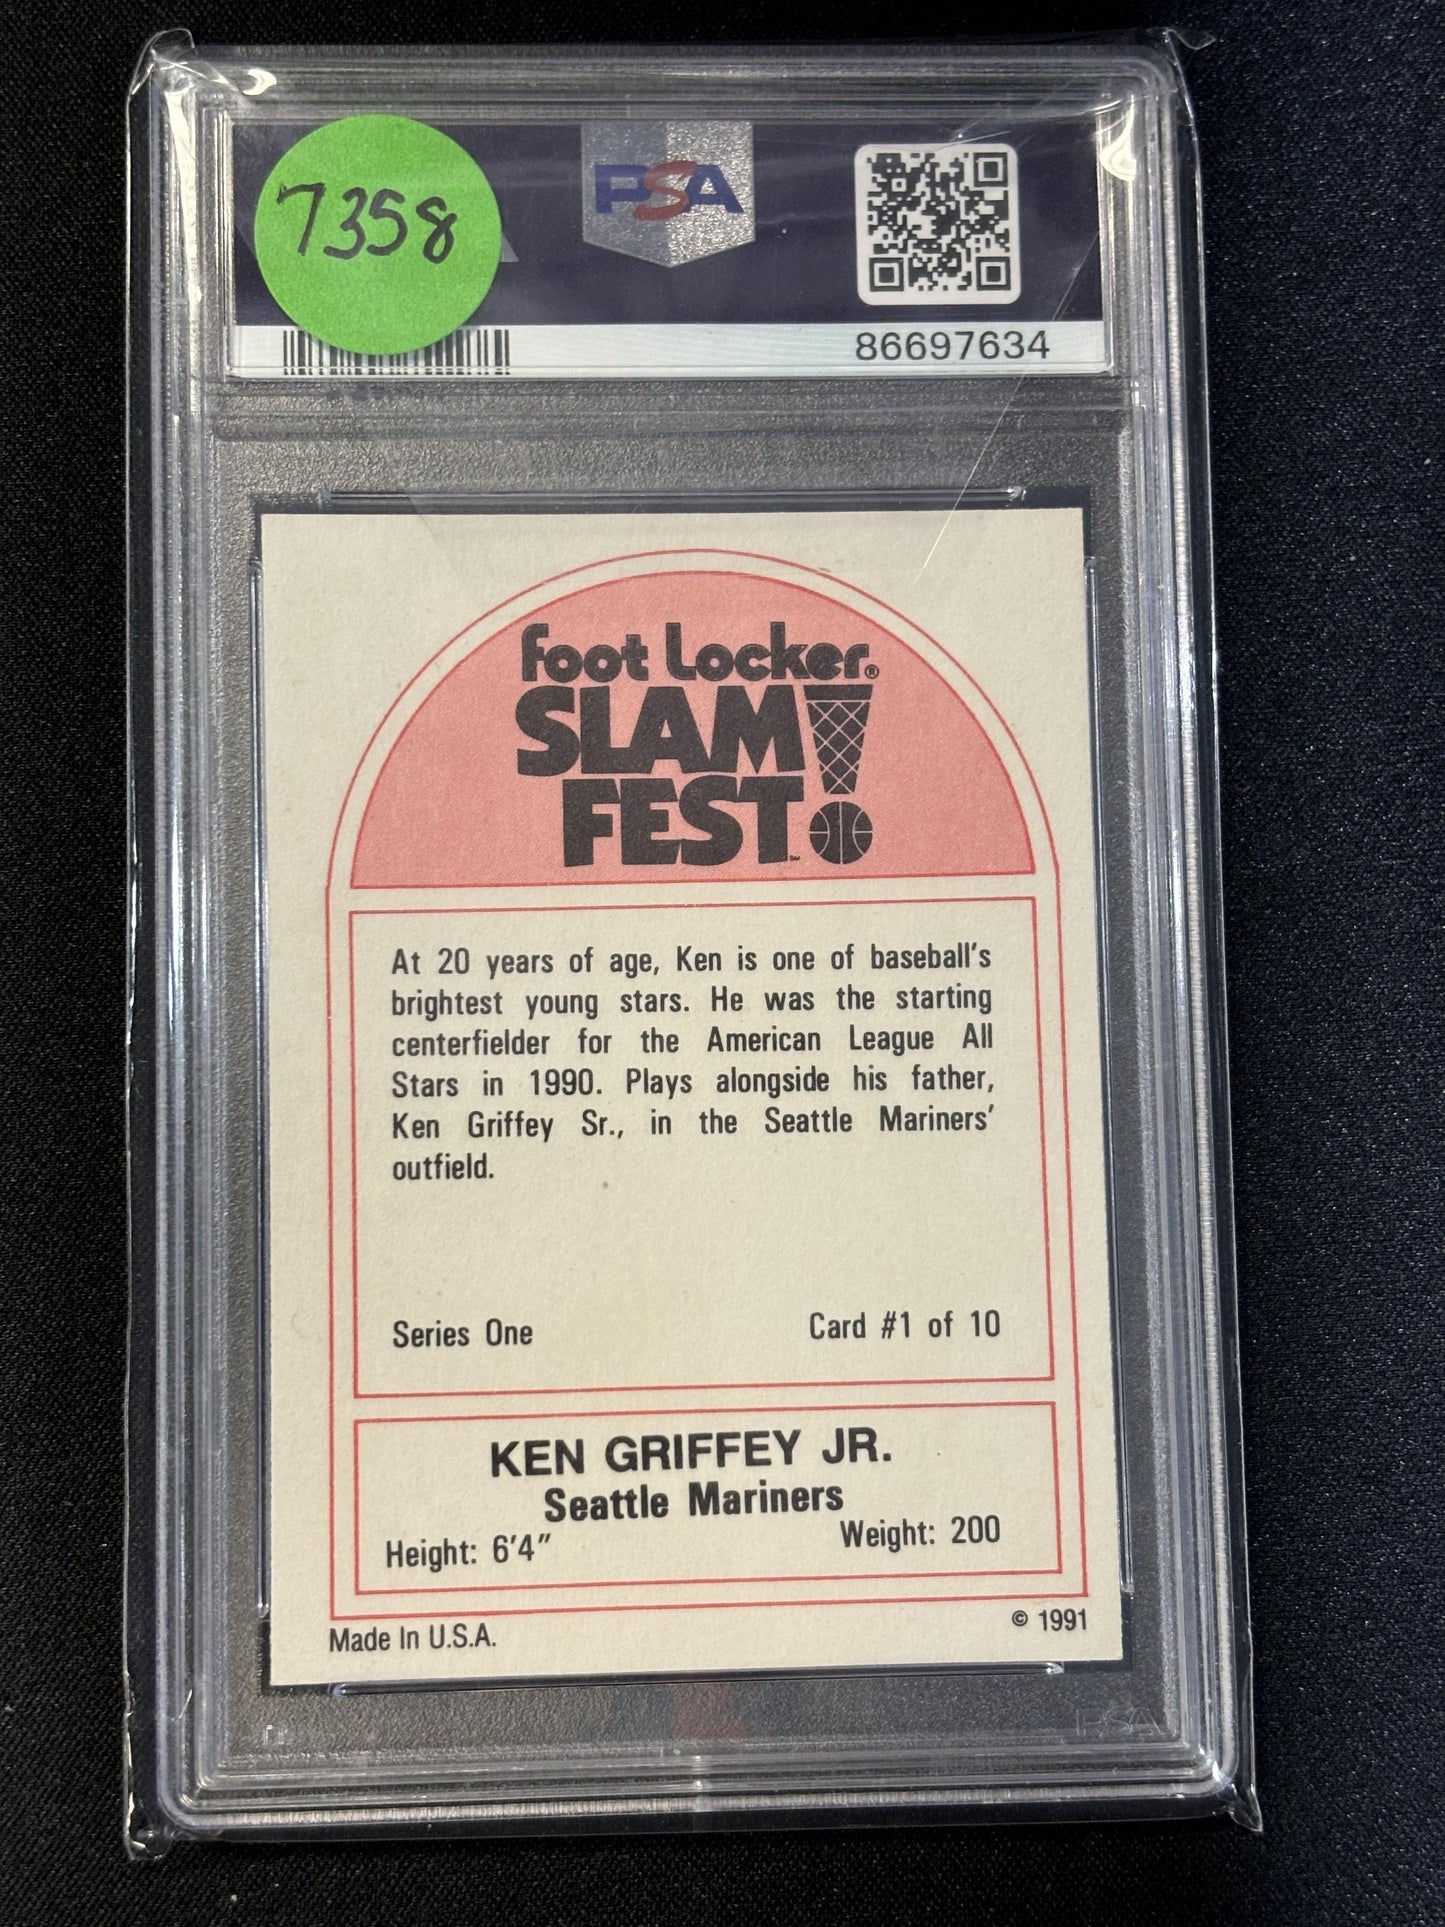 7358
PSA
86697634
foot Locker®
SLAM
FEST℠
At 20 years of age, Ken is one of baseball's
brightest young stars. He was the starting
centerfielder for the American League All
Stars in 1990. Plays alongside his father,
Ken Griffey Sr., in the Seattle Mariners'
outfield.
Series One Card #1 of 10
KEN GRIFFEY JR.
Seattle Mariners
Height: 6'4" Weight: 200
Made In U.S.A. © 1991
PSA